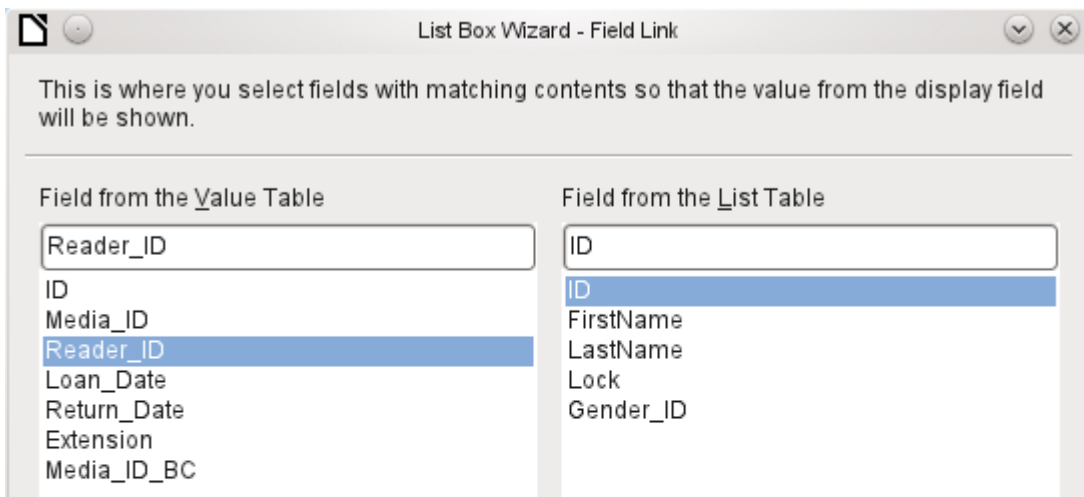 List Box Wizard - Field Link
This is where you select fields with matching contents so that the value from the display field
will be shown.
Field from the Value Table
Reader_ID
ID
Media_ID
Reader_ID
Loan_Date
Return_Date
Extension
Media_ID_BC
Field from the List Table
ID
ID
FirstName
LastName
Lock
Gender_ID